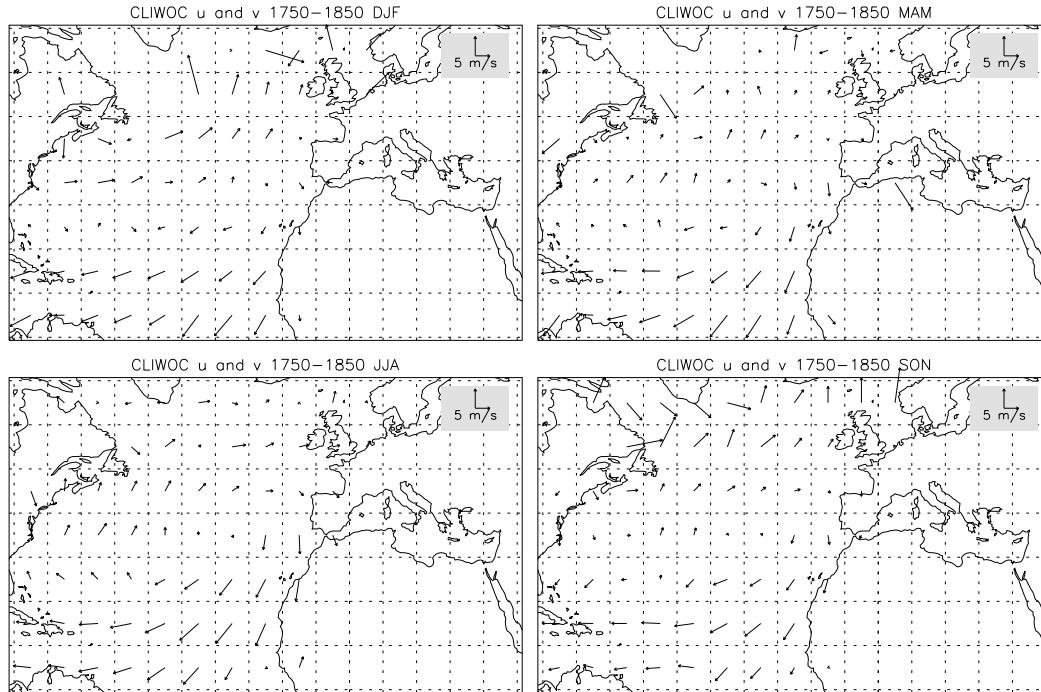 CLIWOC u and v 1750-1850 DJF
5 m/s
CLIWOC u and v 1750-1850 MAM
5 m/s
CLIWOC u and v 1750-1850 JJA
5 m/s
CLIWOC u and v 1750-1850 SON
5 m/s